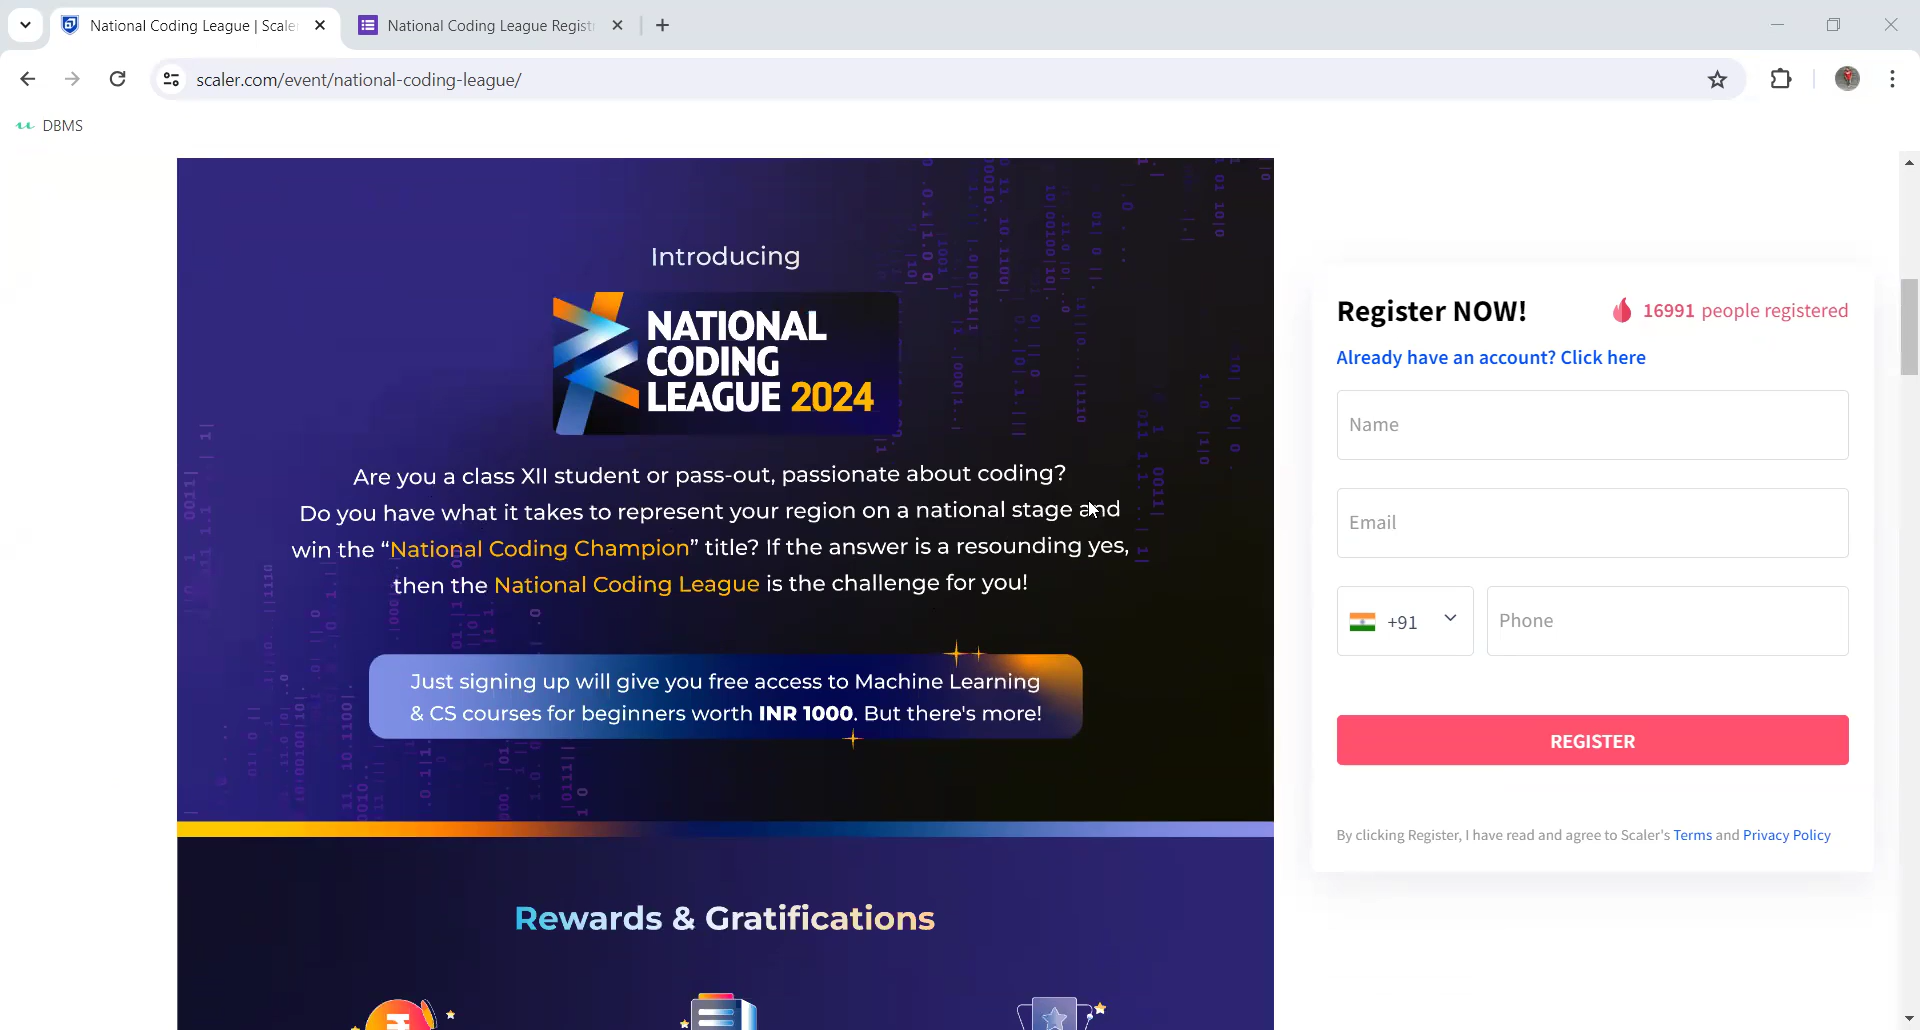 National Coding League | Scaler
National Coding League Registr
scaler.com/event/national-coding-league/
DBMS
Introducing
NATIONAL
CODING
LEAGUE 2024
Are you a class XII student or pass-out, passionate about coding?
Do you have what it takes to represent your region on a national stage and
win the “National Coding Champion” title? If the answer is a resounding yes,
then the National Coding League is the challenge for you!
Just signing up will give you free access to Machine Learning
& CS courses for beginners worth INR 1000. But there's more!
Rewards & Gratifications
Register NOW!
16991 people registered
Already have an account? Click here
Name
Email
+91
Phone
REGISTER
By clicking Register, I have read and agree to Scaler's Terms and Privacy Policy